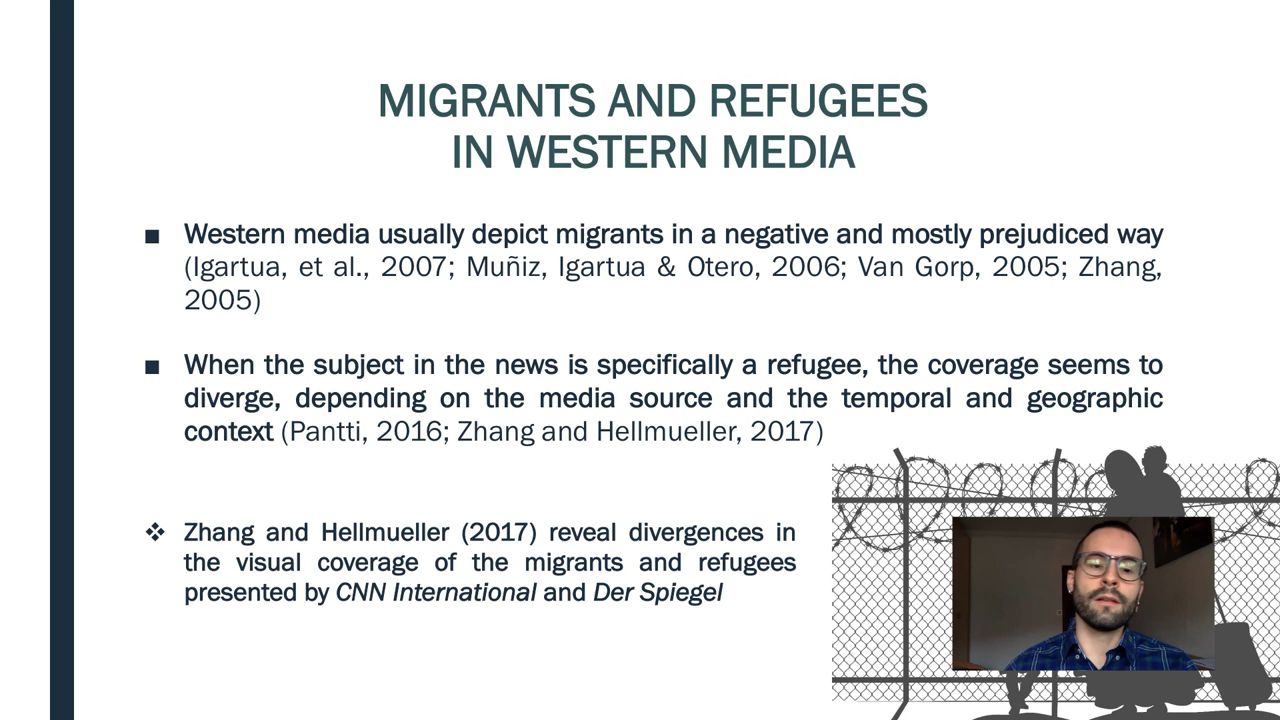 MIGRANTS AND REFUGEES
IN WESTERN MEDIA
■ Western media usually depict migrants in a negative and mostly prejudiced way
(Igartua, et al., 2007; Muñiz, Igartua & Otero, 2006; Van Gorp, 2005; Zhang,
2005)
■ When the subject in the news is specifically a refugee, the coverage seems to
diverge, depending on the media source and the temporal and geographic
context (Pantti, 2016; Zhang and Hellmueller, 2017)
❖ Zhang and Hellmueller (2017) reveal divergences in
the visual coverage of the migrants and refugees
presented by CNN International and Der Spiegel